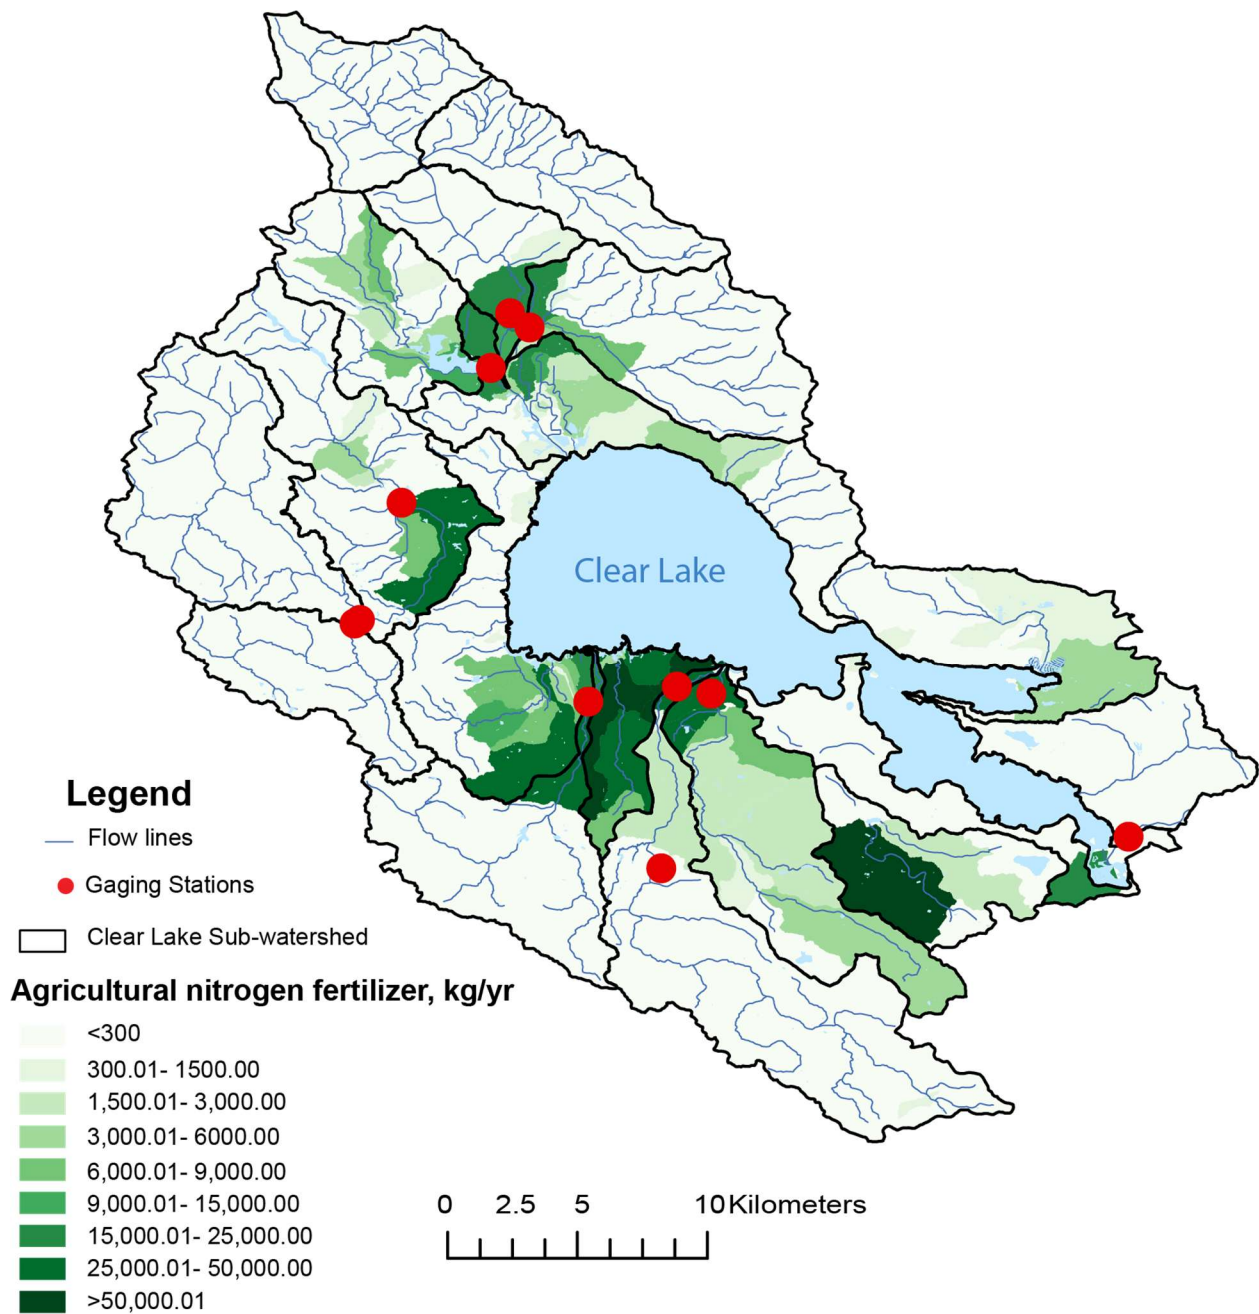 Clear Lake
Legend
Flow lines
Gaging Stations
Clear Lake Sub-watershed
Agricultural nitrogen fertilizer, kg/yr
<300
300.01- 1500.00
1,500.01- 3,000.00
3,000.01- 6000.00
6,000.01- 9,000.00
9,000.01- 15,000.00
15,000.01- 25,000.00
25,000.01- 50,000.00
>50,000.01
0 2.5 5 10 Kilometers